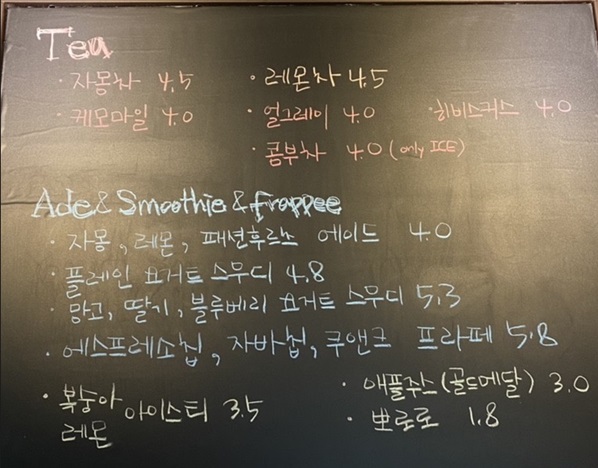 Tea
· 자몽차 4.5 · 레몬차 4.5
· 케모마일 4.0 · 얼그레이 4.0 · 히비스커스 4.0
· 콤부차 4.0 (only ICE)
Ade & Smoothie & frappee
· 자몽, 레몬, 패션후르츠 에이드 4.0
· 플레인 요거트 스무디 4.8
망고, 딸기, 블루베리 요거트 스무디 5.3
· 에스프레소칩, 자바칩, 쿠앤크 프라페 5.8
· 복숭아 아이스티 3.5
레몬
· 애플주스 (골드메달) 3.0
· 뽀로로 1.8